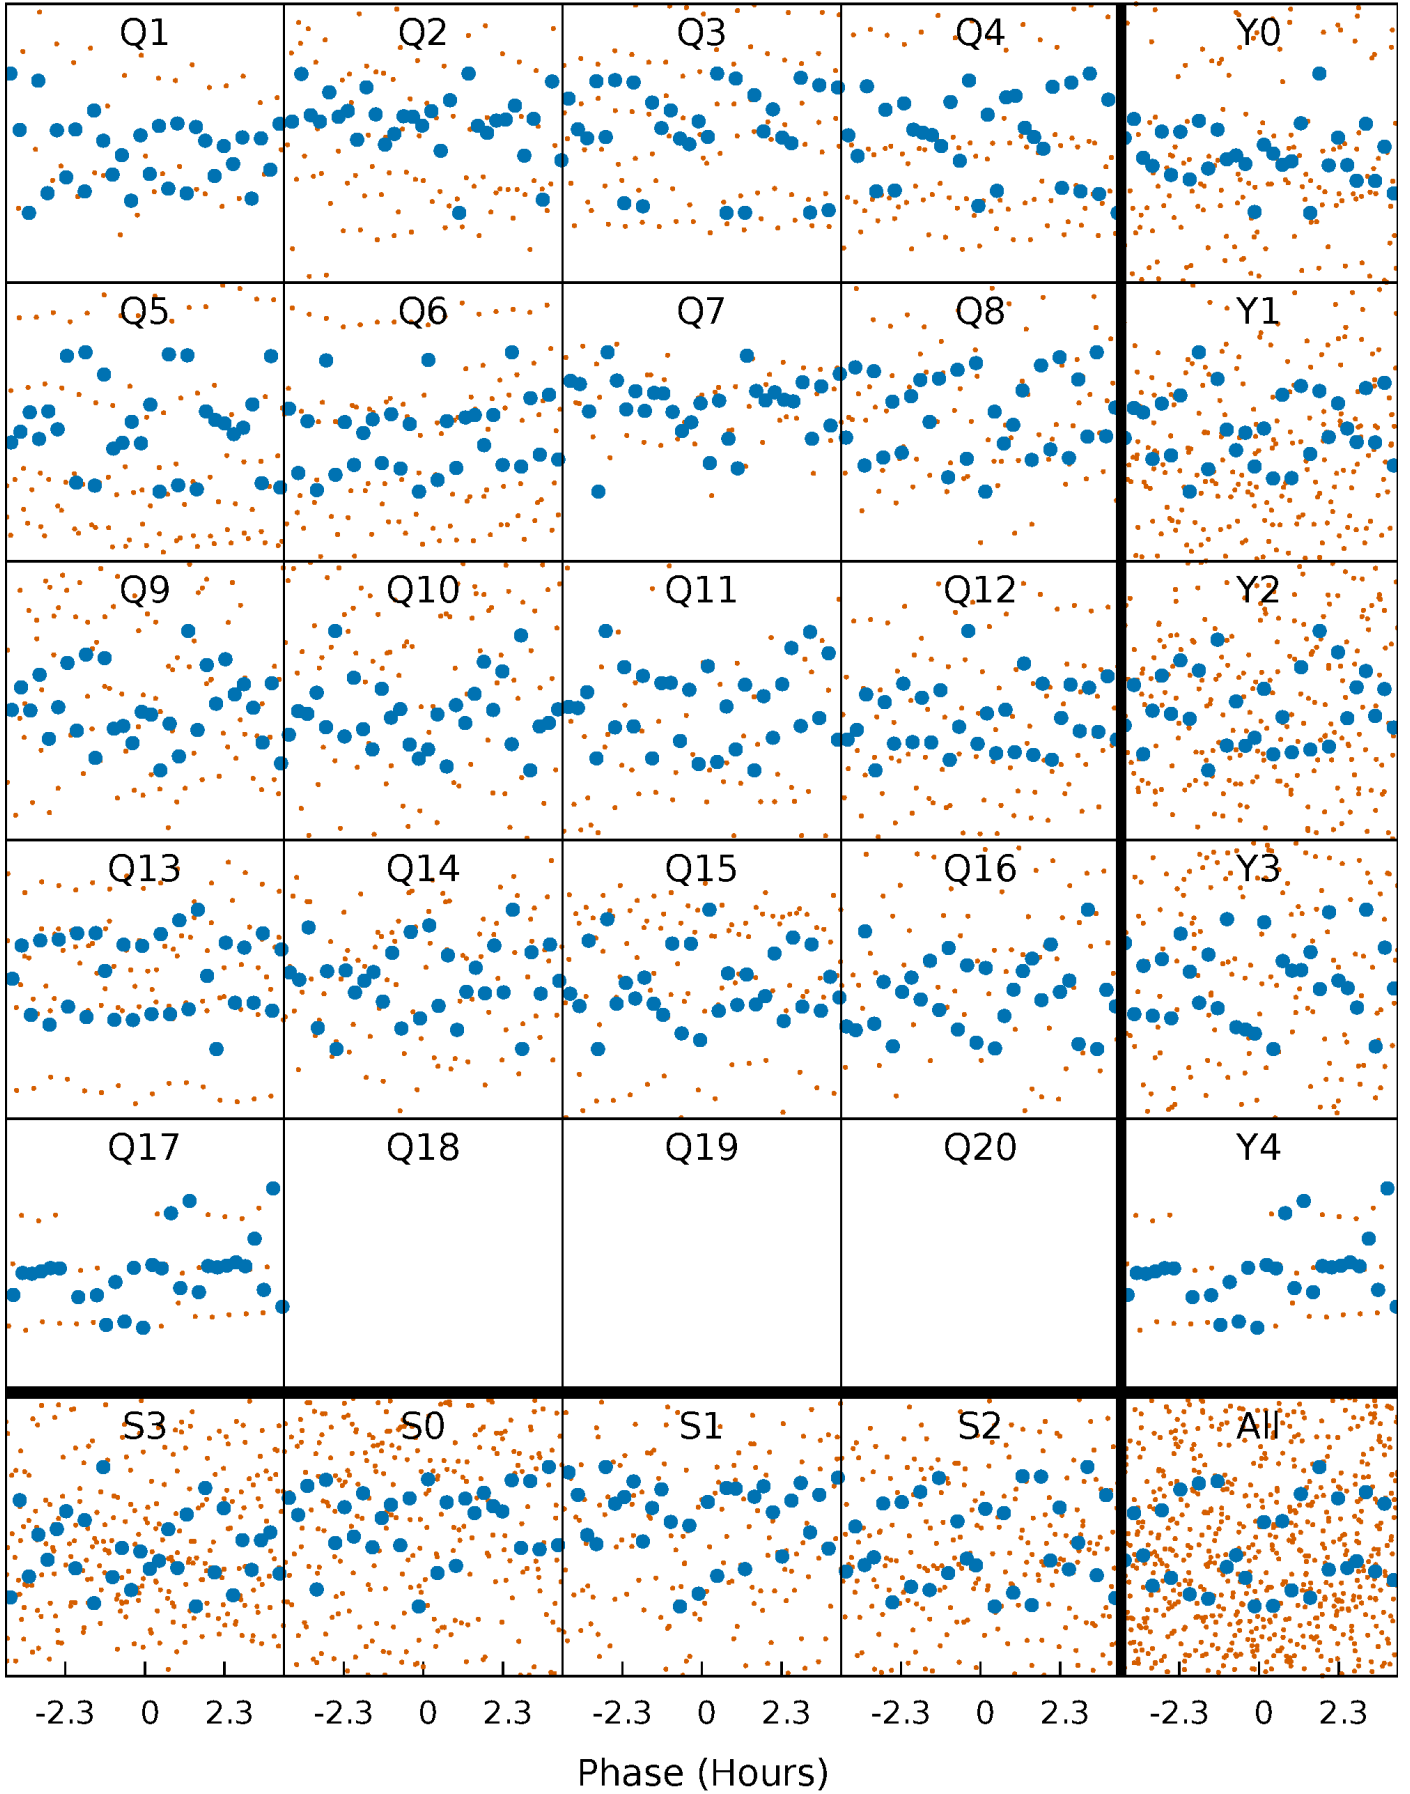 Q1 Q2 Q3 Q4 Y0
Q5 Q6 Q7 Q8 Y1
Q9 Q10 Q11 Q12 Y2
Q13 Q14 Q15 Q16 Y3
Q17 Q18 Q19 Q20 Y4
S3 S0 S1 S2 All
-2.3 0 2.3 -2.3 0 2.3 -2.3 0 2.3 -2.3 0 2.3 -2.3 0 2.3
Phase (Hours)